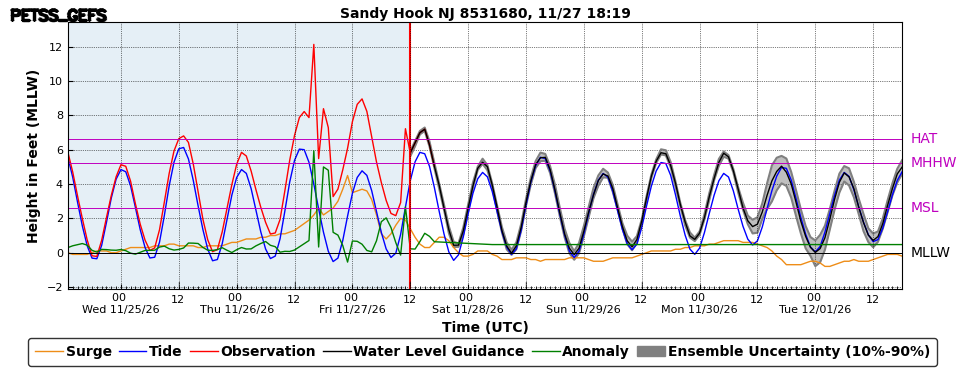 PETSS_GEFS
Sandy Hook NJ 8531680, 11/27 18:19
Height in Feet (MLLW)
12
10
8
6
4
2
0
−2
HAT
MHHW
MSL
MLLW
00 12 00 12 00 12 00 12 00 12 00 12 00 12
Wed 11/25/26 Thu 11/26/26 Fri 11/27/26 Sat 11/28/26 Sun 11/29/26 Mon 11/30/26 Tue 12/01/26
Time (UTC)
Surge Tide Observation Water Level Guidance Anomaly Ensemble Uncertainty (10%-90%)